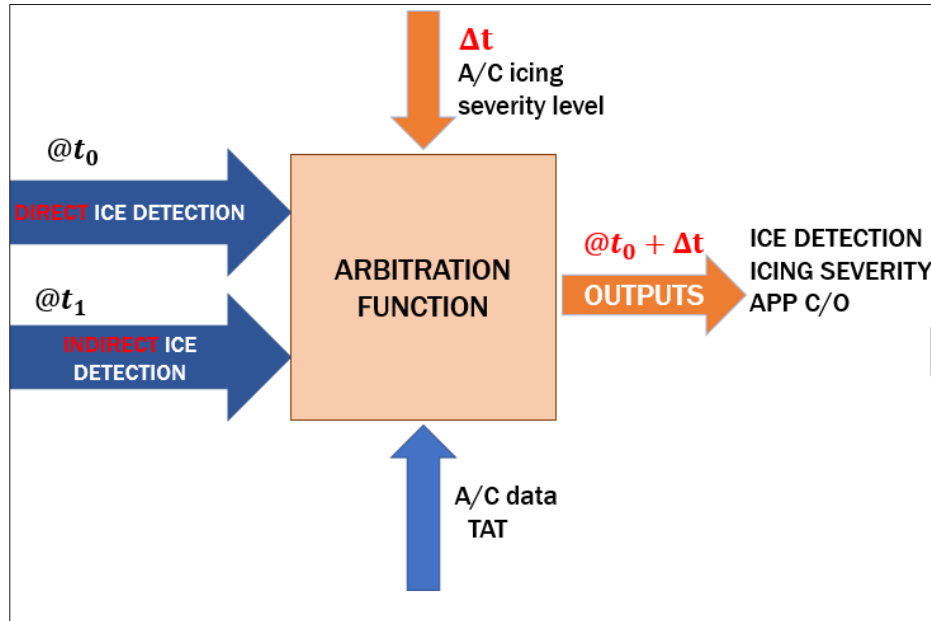 Δt
A/C icing
severity level
@t₀
DIRECT ICE DETECTION
@t₁
INDIRECT ICE
DETECTION
ARBITRATION
FUNCTION
@t₀ + Δt
OUTPUTS
ICE DETECTION
ICING SEVERITY
APP C/O
A/C data
TAT